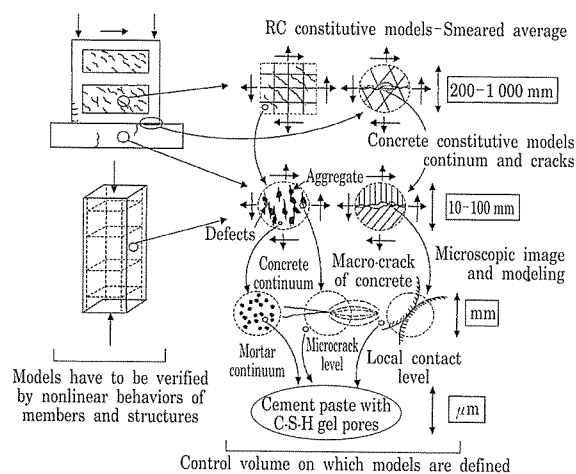 RC constitutive models-Smeared average
200-1 000 mm
Concrete constitutive models
continum and cracks
Aggregate
10-100 mm
Defects
Concrete
continuum
Macro-crack
of concrete
Microscopic image
and modeling
mm
Mortar
continuum
Microcrack
level
Local contact
level
Models have to be verified
by nonlinear behaviors of
members and structures
Cement paste with
C-S-H gel pores
μm
Control volume on which models are defined